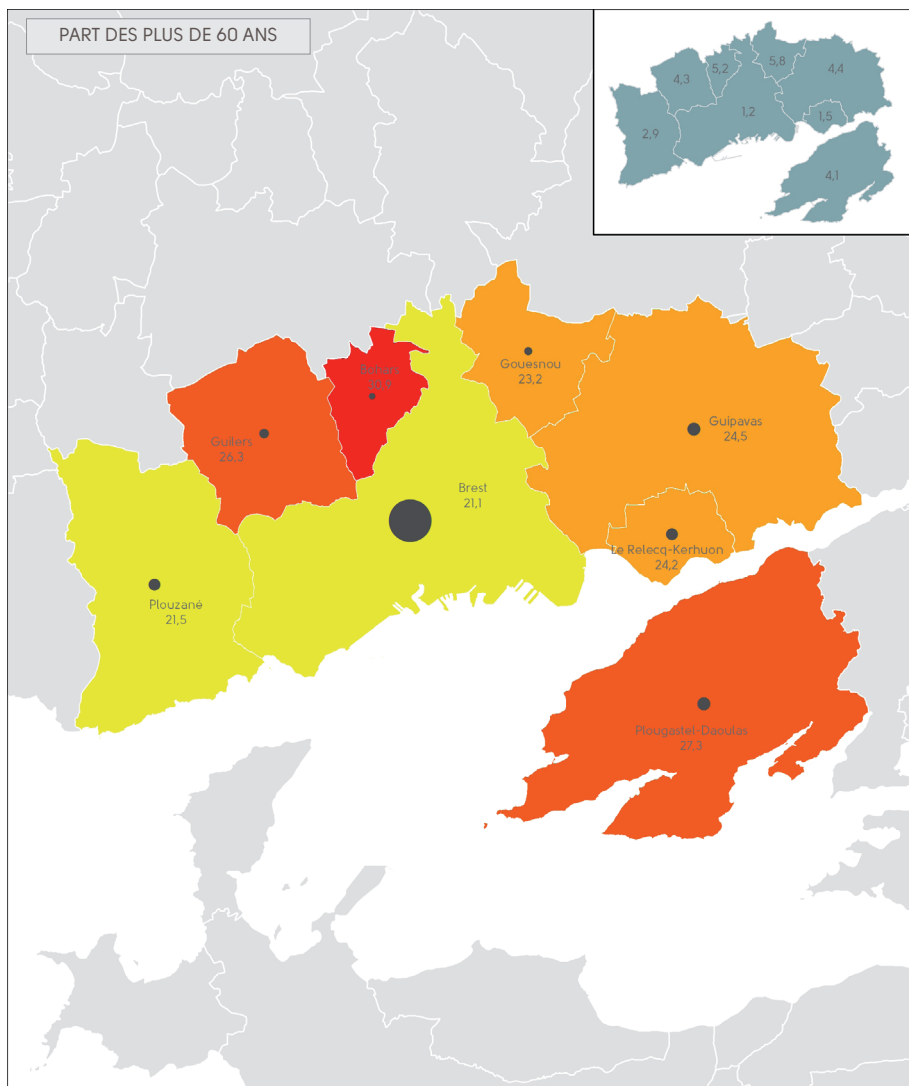 PART DES PLUS DE 60 ANS
5,8
5,2
4,4
4,3
1,2
1,5
2,9
4,1
Gouesnou
23,2
Bohars
Guipavas
24,5
Guilers
26,3
Brest
21,1
Le Relecq-Kerhuon
24,2
Plouzané
21,5
Plougastel-Daoulas
27,3